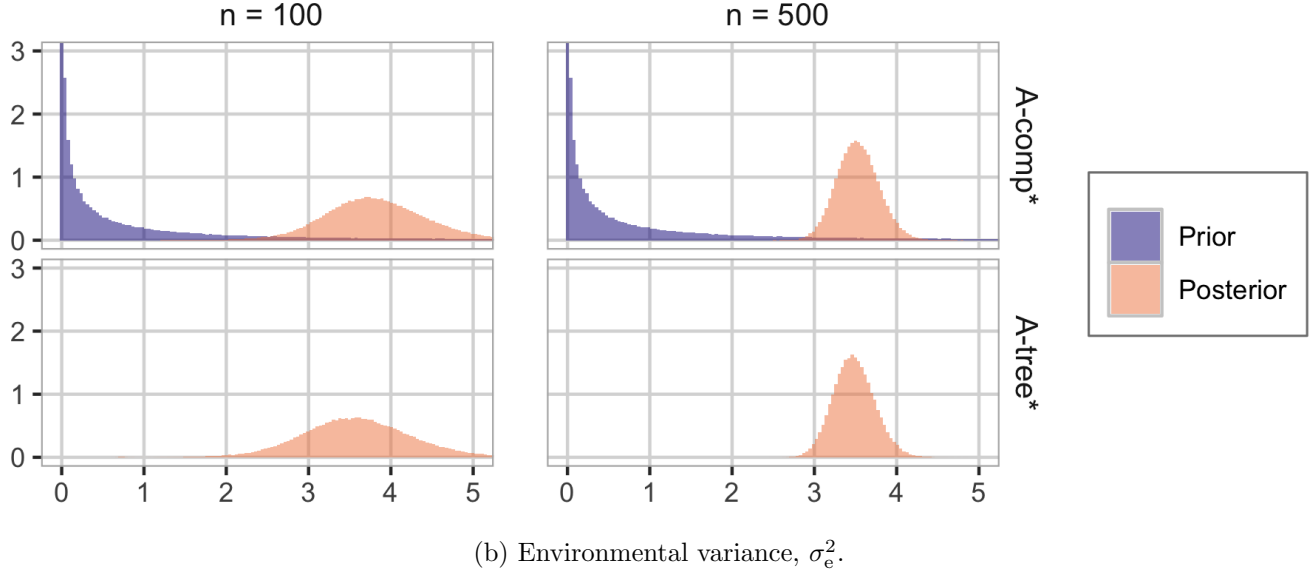 n = 100
n = 500
3
2
1
0
A-comp*
3
2
1
0
A-tree*
0 1 2 3 4 5
0 1 2 3 4 5
Prior
Posterior
(b) Environmental variance, σ²ₑ.